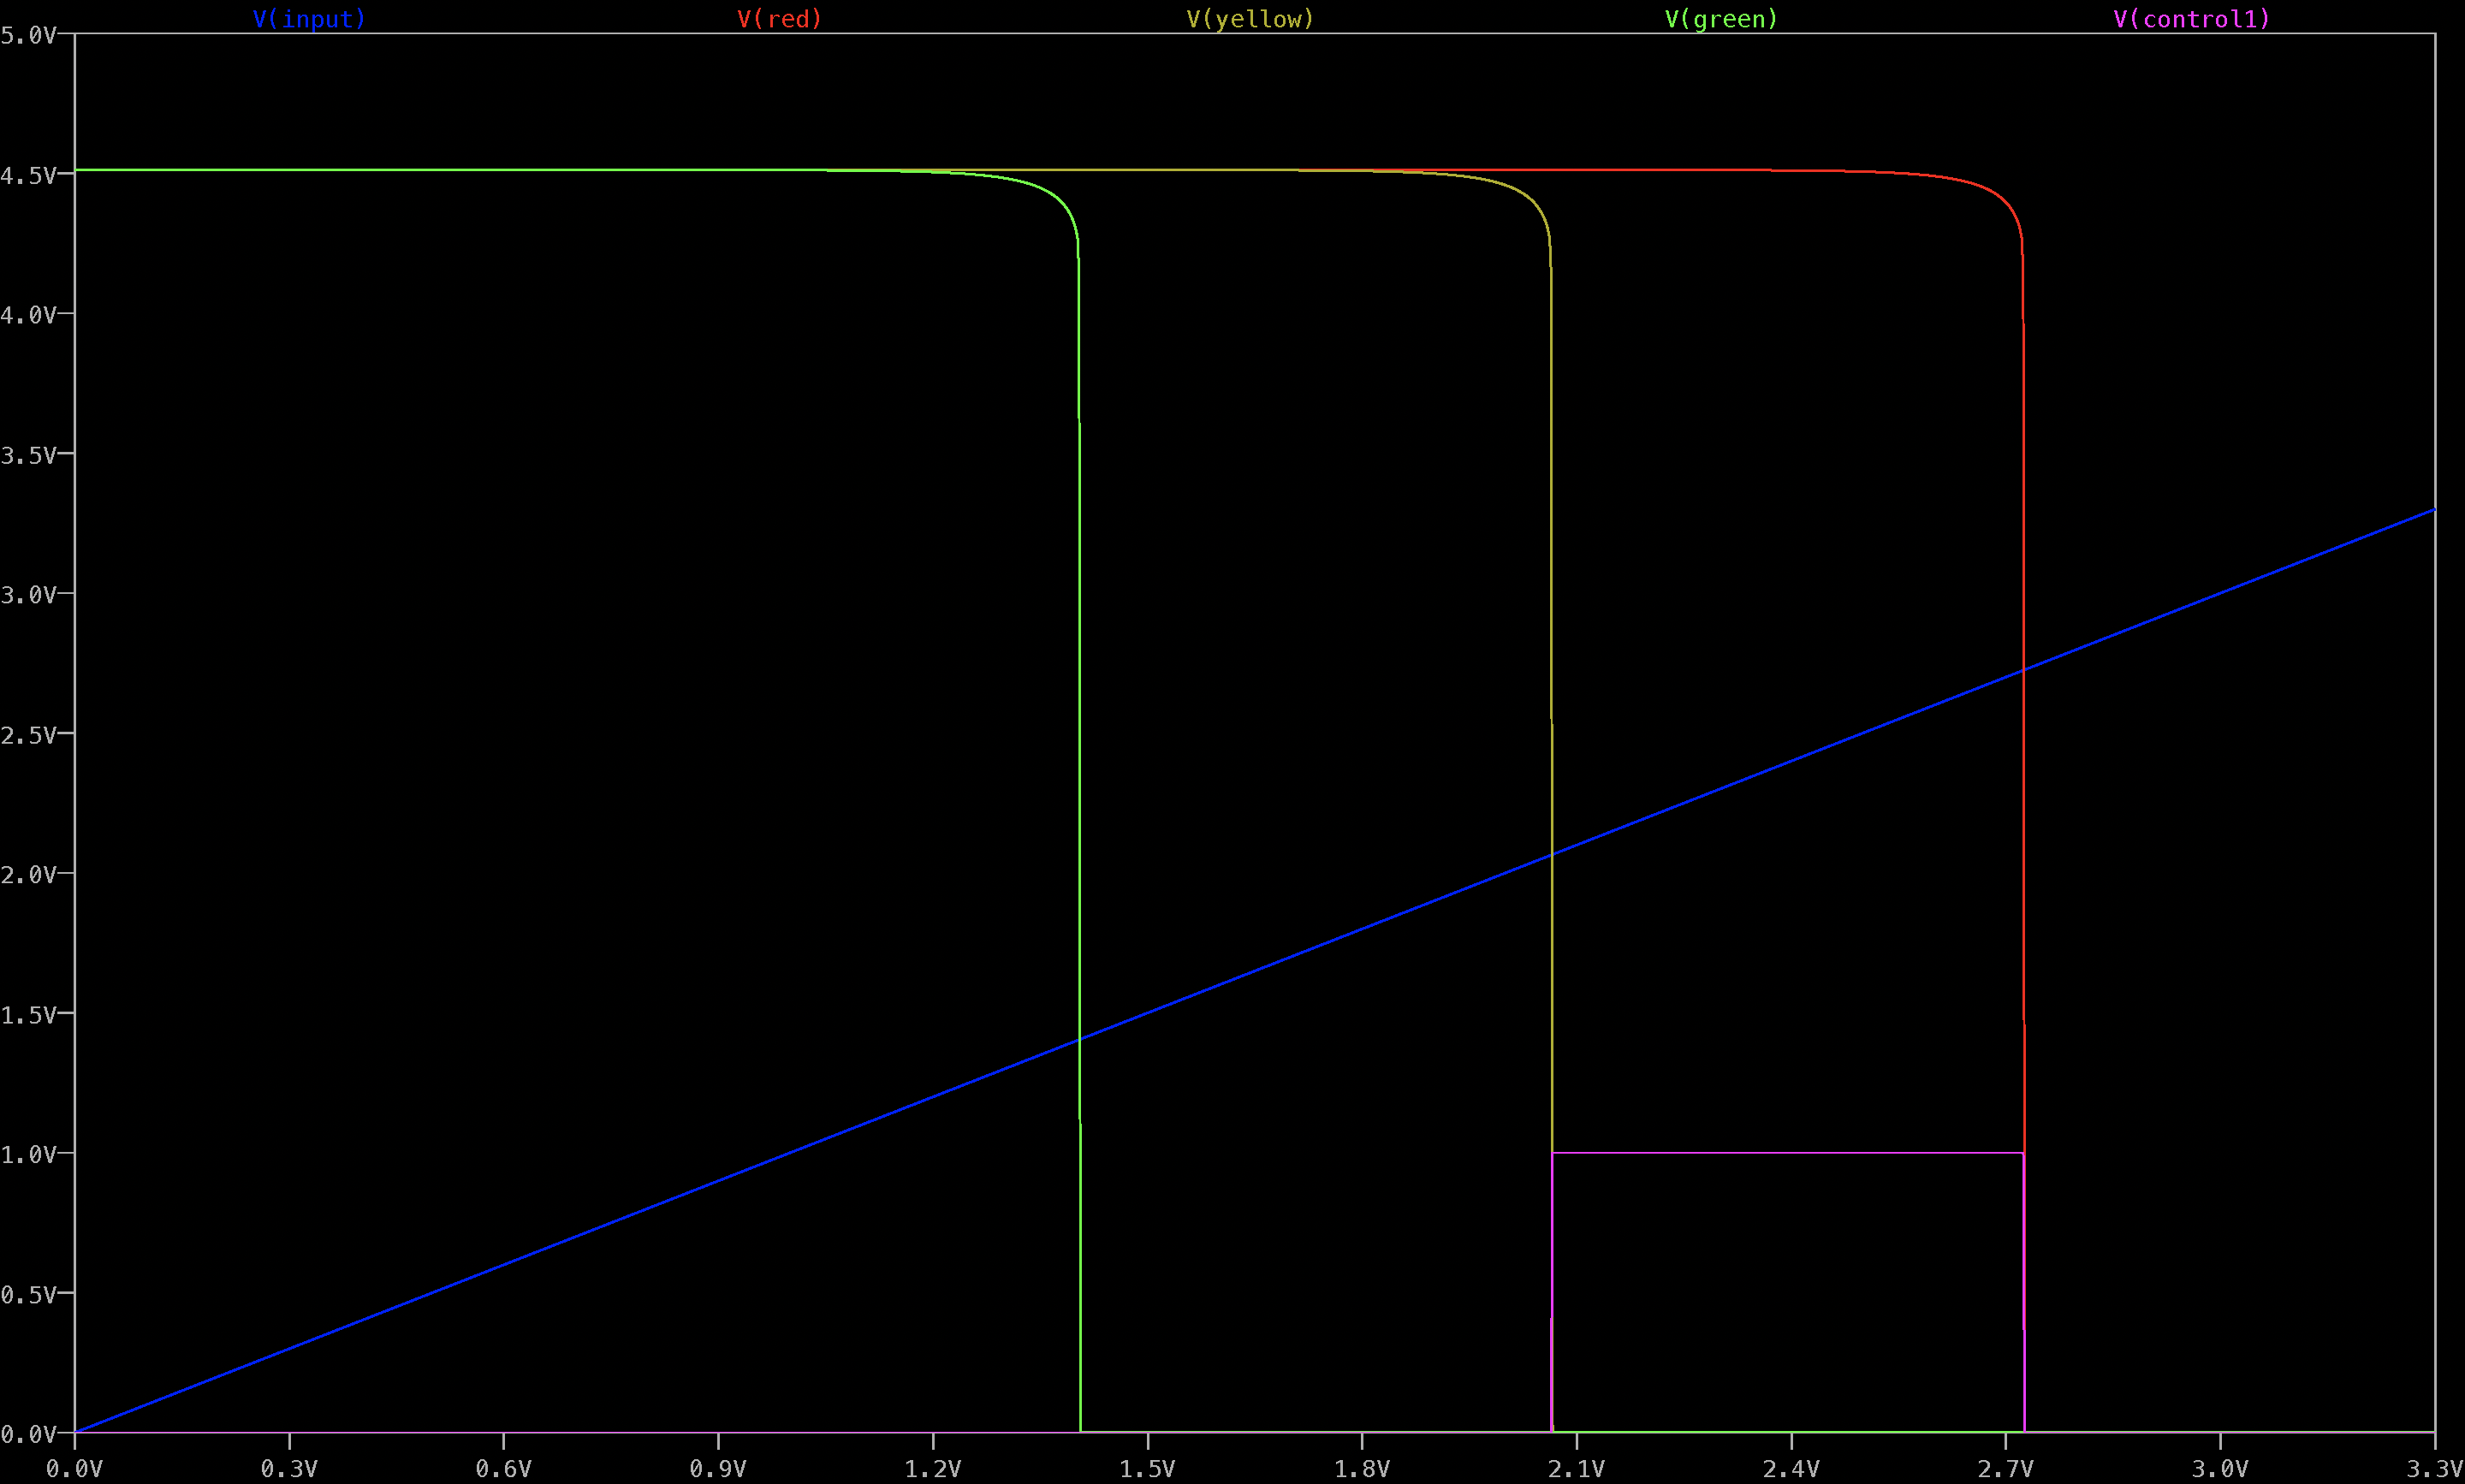 V(input) V(red) V(yellow) V(green) V(control1)
5.0V
4.5V
4.0V
3.5V
3.0V
2.5V
2.0V
1.5V
1.0V
0.5V
0.0V
0.0V 0.3V 0.6V 0.9V 1.2V 1.5V 1.8V 2.1V 2.4V 2.7V 3.0V 3.3V